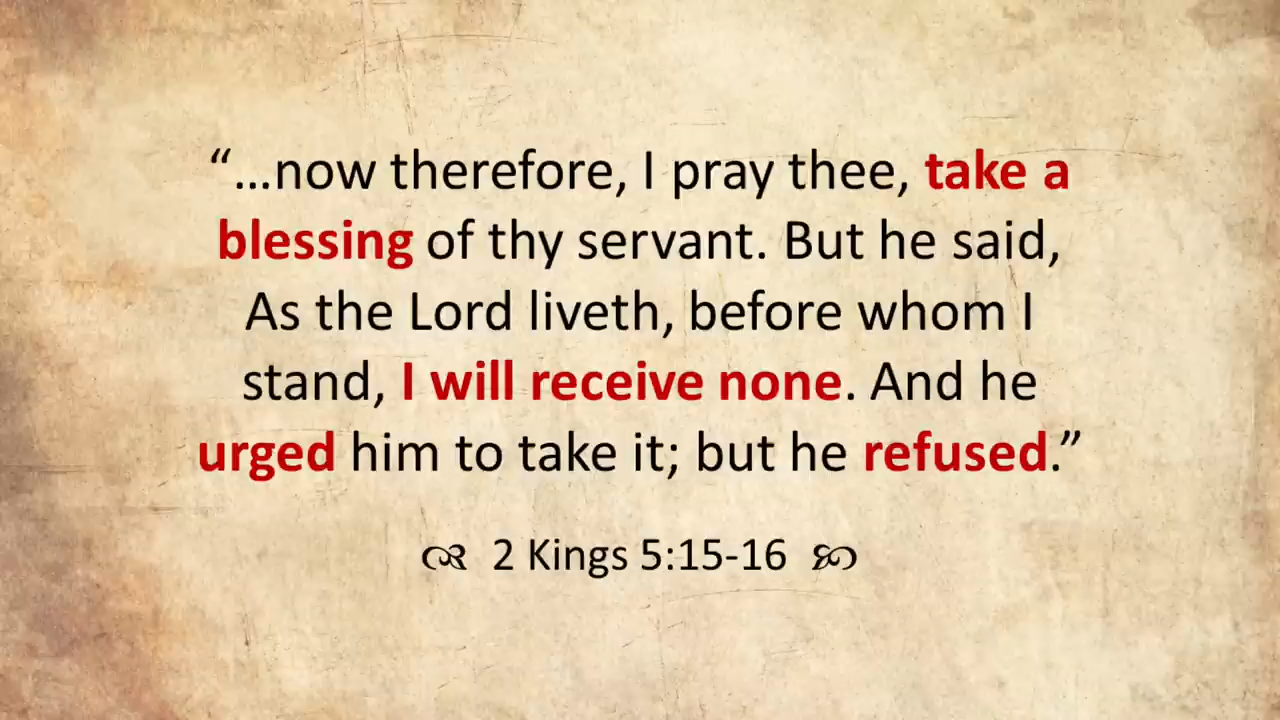 “…now therefore, I pray thee, take a
blessing of thy servant. But he said,
As the Lord liveth, before whom I
stand, I will receive none. And he
urged him to take it; but he refused.”
2 Kings 5:15-16